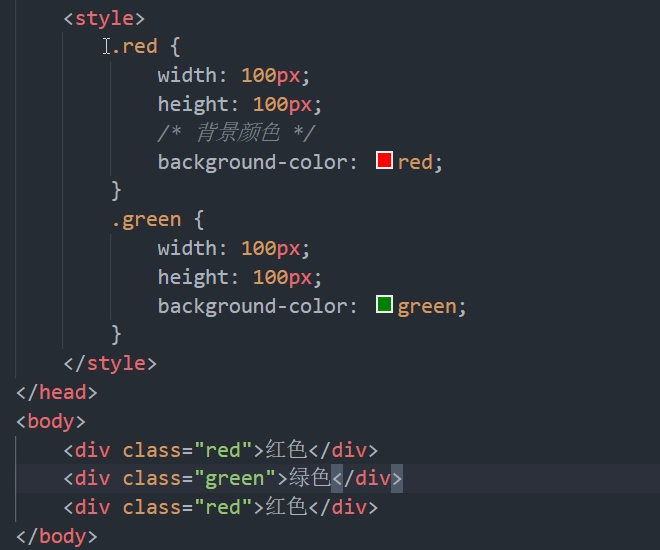 <style>
.red {
width: 100px;
height: 100px;
/* 背景颜色 */
background-color: red;
}
.green {
width: 100px;
height: 100px;
background-color: green;
}
</style>
</head>
<body>
<div class="red">红色</div>
<div class="green">绿色</div>
<div class="red">红色</div>
</body>